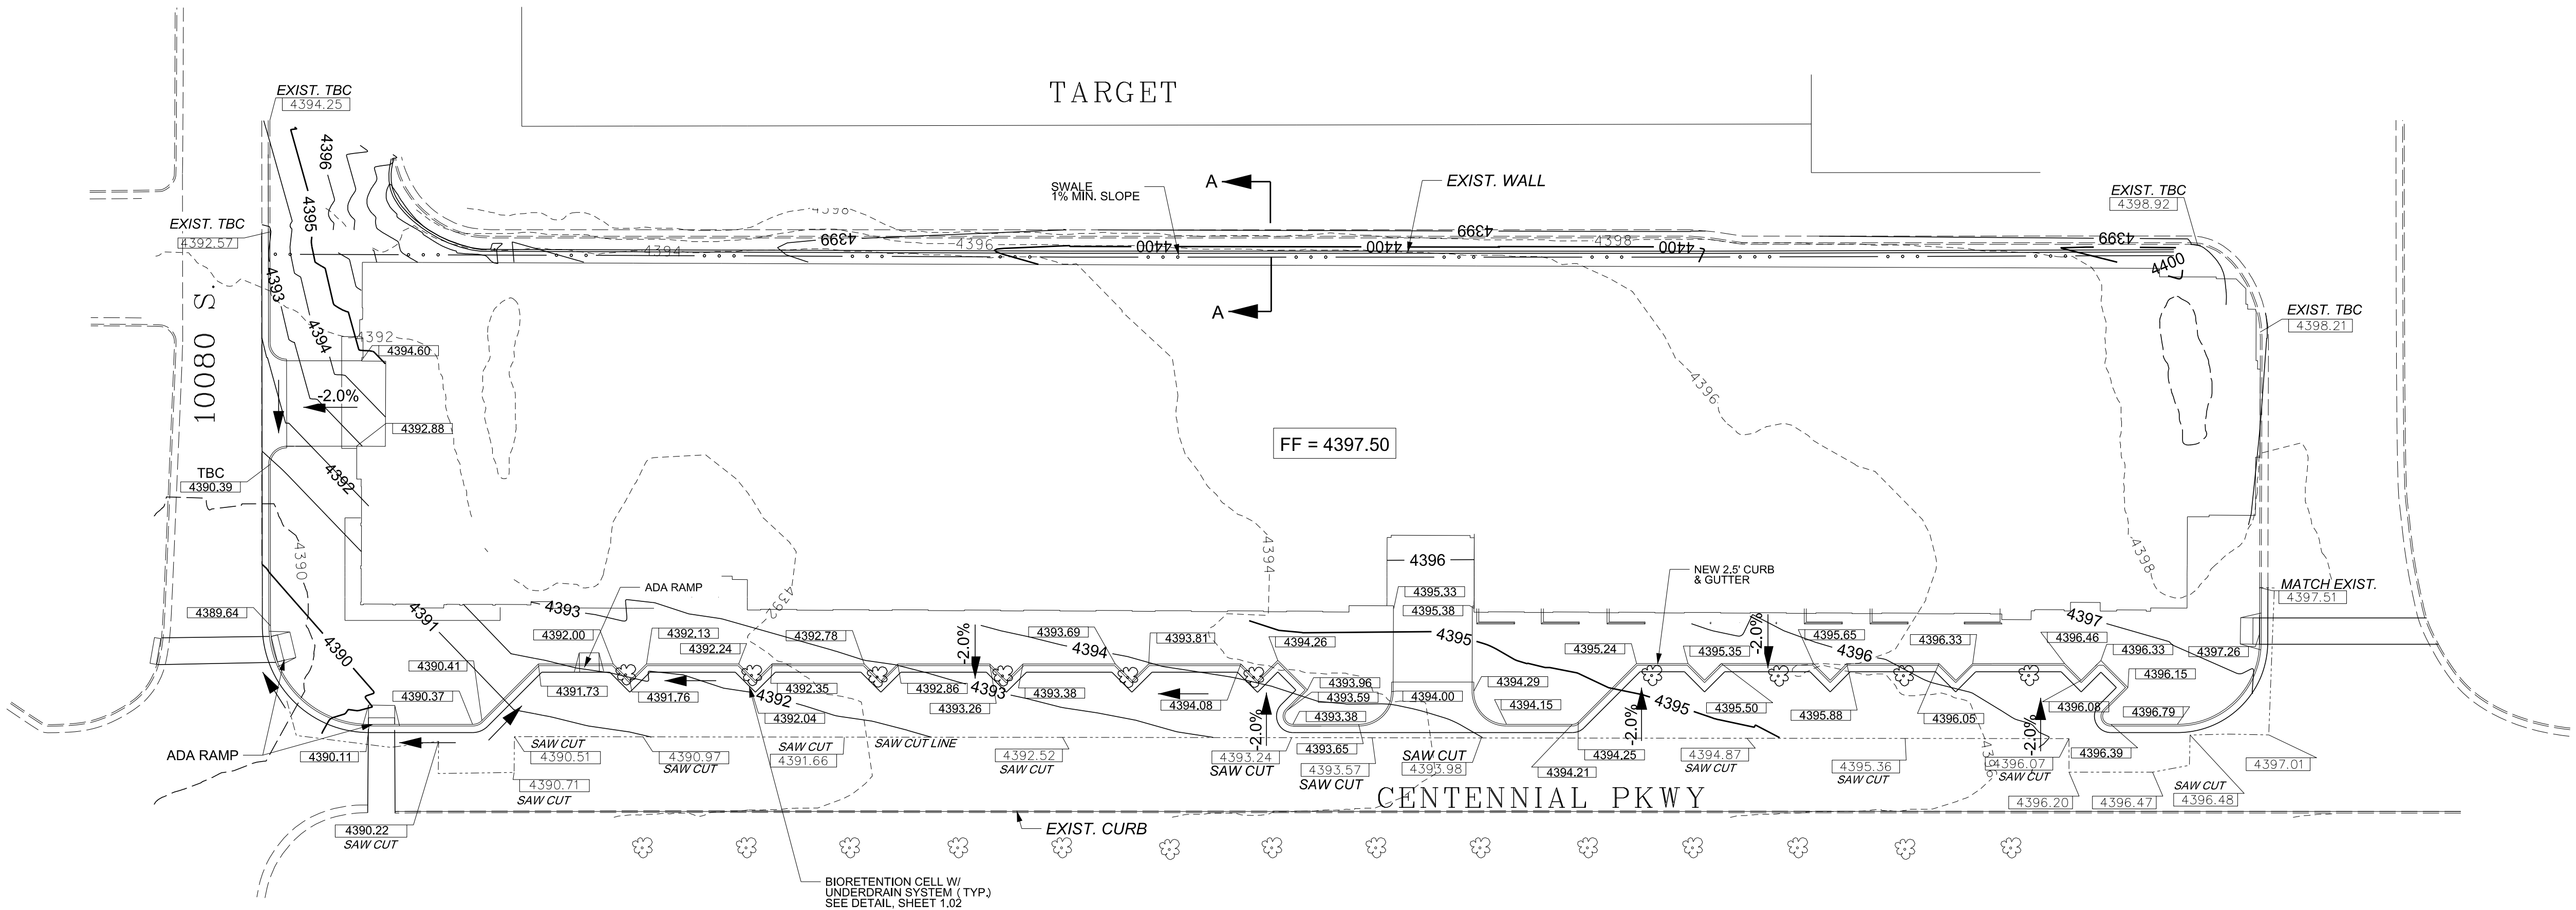 TARGET
EXIST. TBC
4394.25
4396
4395
EXIST. TBC
4392.57
4393
4394
10080 S.
4392
4394.60
-2.0%
4392.88
TBC
4390.39
4392
4390
4389.64
4390
4391
ADA RAMP
4390.11
4390.37
4390.41
4390.22
SAW CUT
4398
4394
4399
4396
SWALE
1% MIN. SLOPE
A
A
EXIST. WALL
4400
4400
4399
4398
4400
EXIST. TBC
4398.92
4399
4400
EXIST. TBC
4398.21
4396
FF = 4397.50
4394
4392
4398
4396
MATCH EXIST.
4397.51
ADA RAMP
4393
4392.00
4392.13
4392.24
4392.78
-2.0%
4393.69
4394
4393.81
4394.26
4395.33
4395.38
4395
NEW 2.5' CURB
& GUTTER
4395.24
4395.35
-2.0%
4395.65
4396
4396.33
4396.46
4397
4396.33
4397.26
4396.15
4391.73
4391.76
4392
4392.35
4392.04
4392.86
4393
4393.26
4393.38
4394.08
-2.0%
4393.96
4393.59
4393.38
4393.65
4394.00
4394.29
4394.15
4394.21
4394.25
-2.0%
4395
4395.50
4395.88
4396.05
-2.0%
4396.08
4396.79
4396.39
SAW CUT
4390.51
4390.71
SAW CUT
4390.97
SAW CUT
SAW CUT
4391.66
SAW CUT LINE
4392.52
SAW CUT
4393.24
SAW CUT
4393.57
SAW CUT
SAW CUT
4393.98
4394.87
SAW CUT
4395.36
SAW CUT
4396.07
SAW CUT
4396.20
4396.47
SAW CUT
4396.48
4397.01
CENTENNIAL PKWY
EXIST. CURB
BIORETENTION CELL W/
UNDERDRAIN SYSTEM (TYP.)
SEE DETAIL, SHEET 1.02